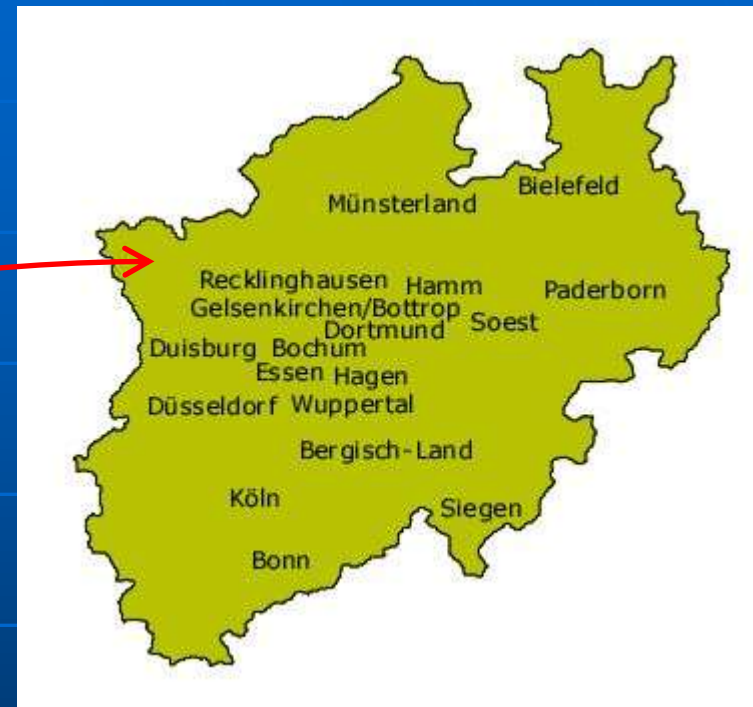 Bielefeld
Münsterland
Recklinghausen Hamm Paderborn
Gelsenkirchen/Bottrop
Dortmund Soest
Duisburg Bochum
Essen Hagen
Düsseldorf Wuppertal
Bergisch-Land
Köln Siegen
Bonn